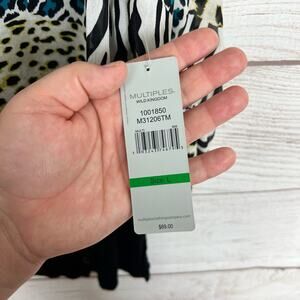 MULTIPLES
WILD KINGDOM
1001850
M31206TM
Size: L
$69.00